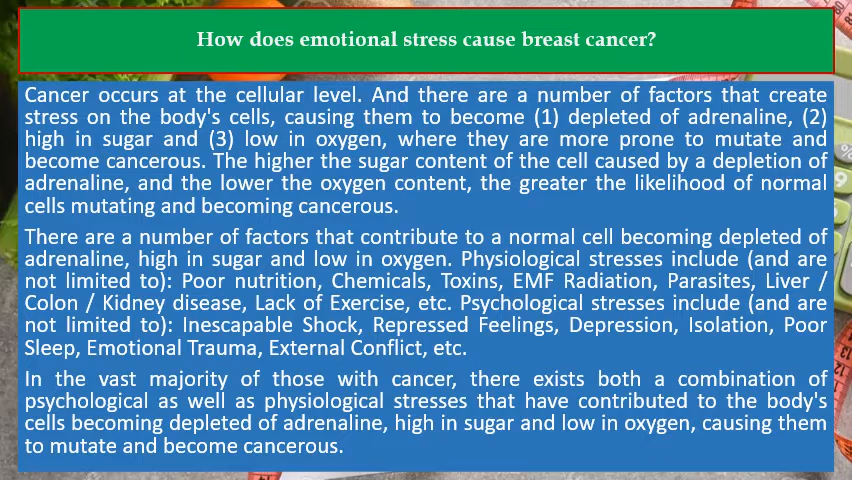 How does emotional stress cause breast cancer?
Cancer occurs at the cellular level. And there are a number of factors that create
stress on the body's cells, causing them to become (1) depleted of adrenaline, (2)
high in sugar and (3) low in oxygen, where they are more prone to mutate and
become cancerous. The higher the sugar content of the cell caused by a depletion of
adrenaline, and the lower the oxygen content, the greater the likelihood of normal
cells mutating and becoming cancerous.
There are a number of factors that contribute to a normal cell becoming depleted of
adrenaline, high in sugar and low in oxygen. Physiological stresses include (and are
not limited to): Poor nutrition, Chemicals, Toxins, EMF Radiation, Parasites, Liver /
Colon / Kidney disease, Lack of Exercise, etc. Psychological stresses include (and are
not limited to): Inescapable Shock, Repressed Feelings, Depression, Isolation, Poor
Sleep, Emotional Trauma, External Conflict, etc.
In the vast majority of those with cancer, there exists both a combination of
psychological as well as physiological stresses that have contributed to the body's
cells becoming depleted of adrenaline, high in sugar and low in oxygen, causing them
to mutate and become cancerous.